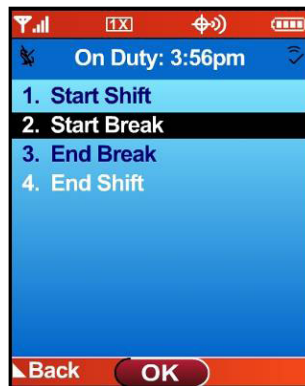 1X
On Duty: 3:56pm
1. Start Shift
2. Start Break
3. End Break
4. End Shift
Back OK